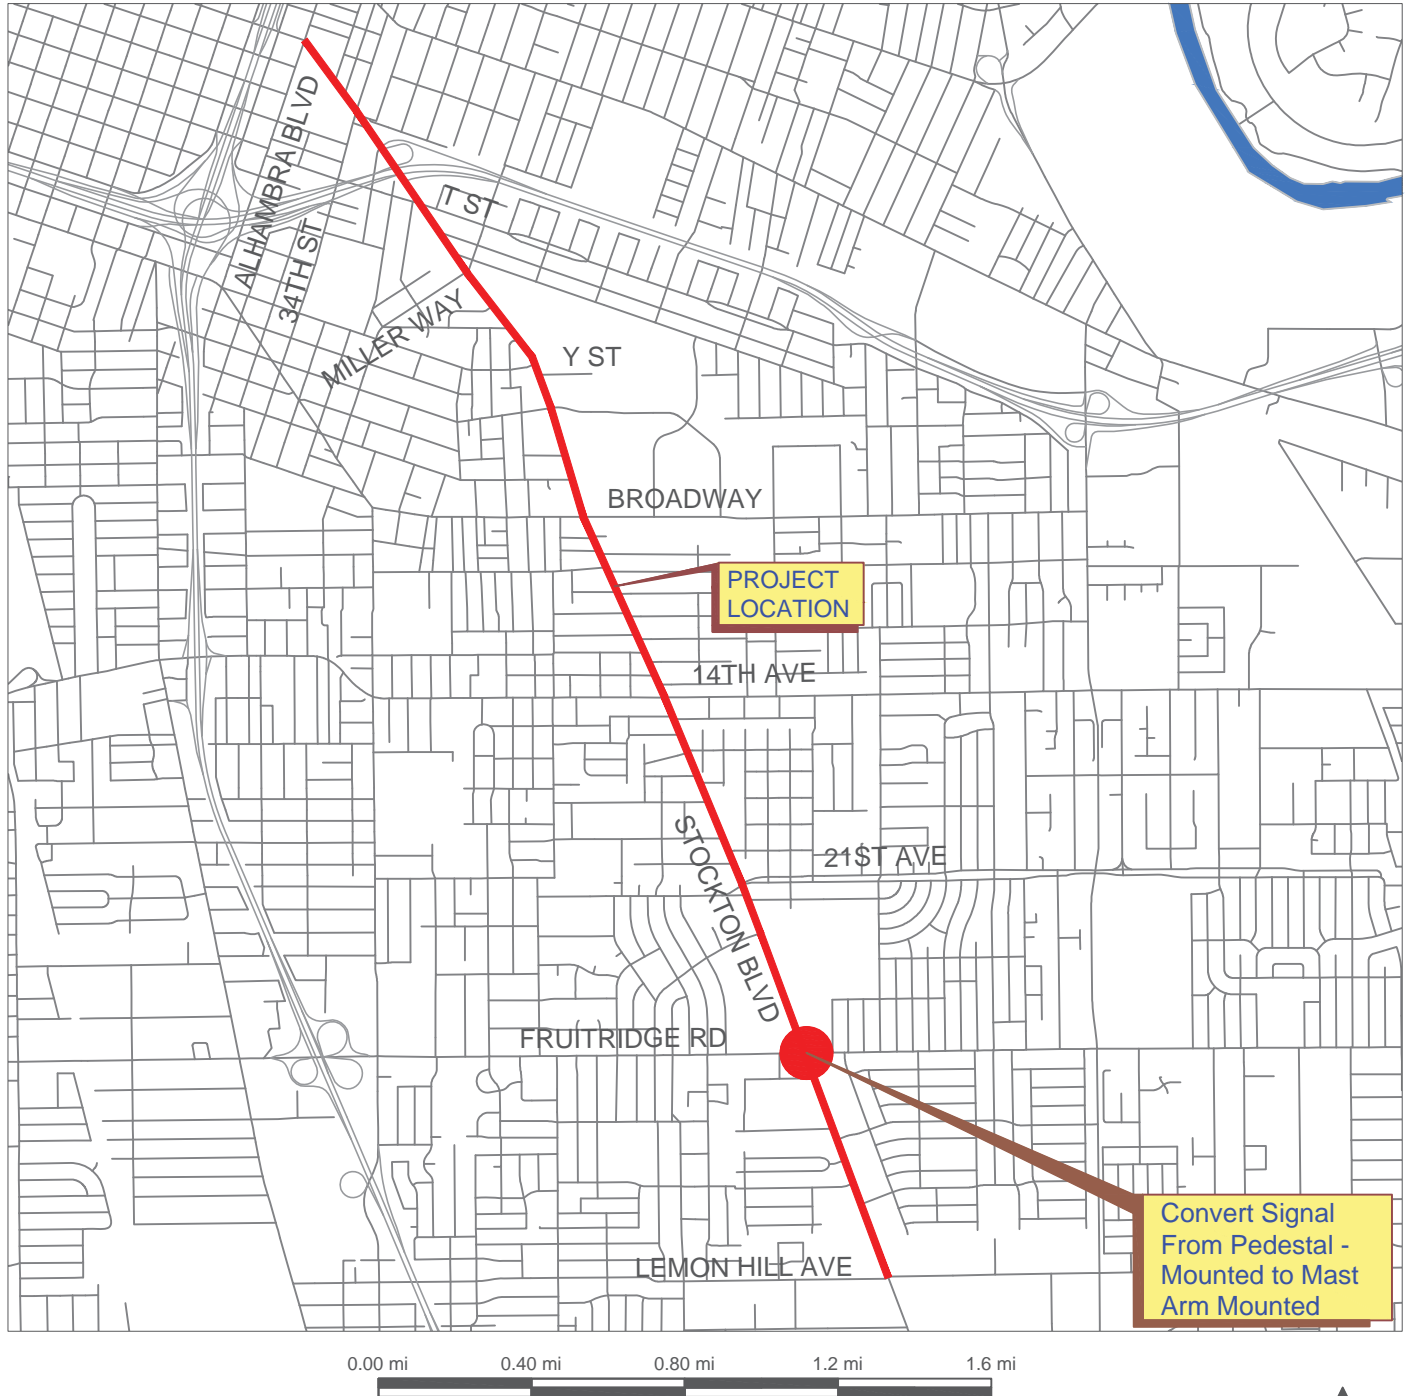 ALHAMBRA BLVD
T ST
34TH ST
MILLER WAY
Y ST
BROADWAY
PROJECT
LOCATION
14TH AVE
STOCKTON BLVD
21ST AVE
FRUITRIDGE RD
Convert Signal
From Pedestal -
Mounted to Mast
Arm Mounted
LEMON HILL AVE
0.00 mi 0.40 mi 0.80 mi 1.2 mi 1.6 mi